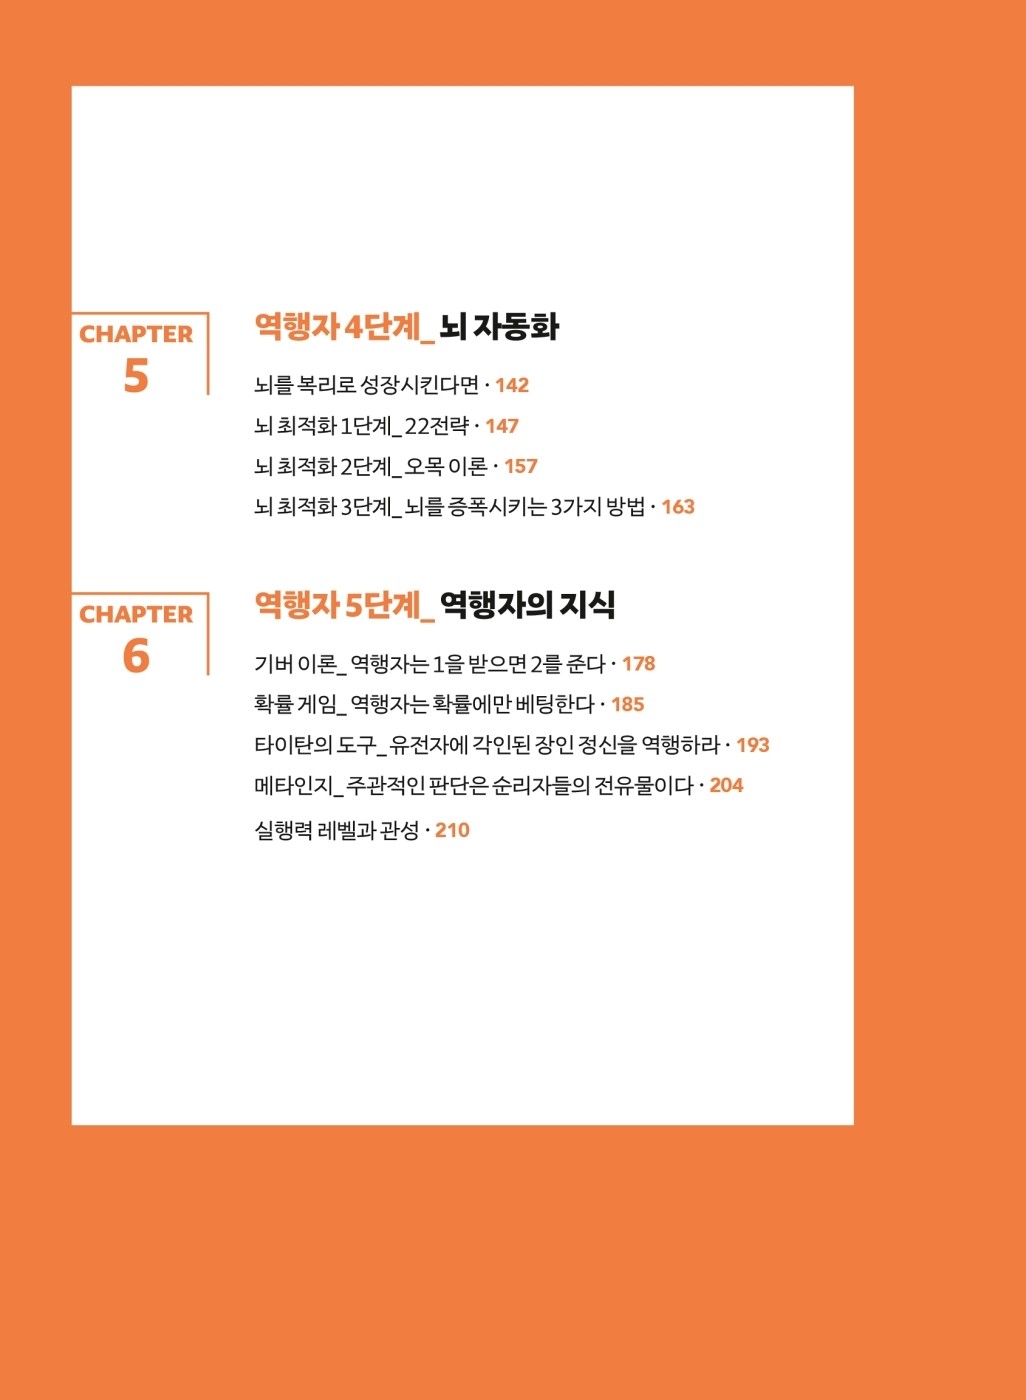 CHAPTER
5
역행자 4단계_ 뇌 자동화
뇌를 복리로 성장시킨다면 · 142
뇌 최적화 1단계_ 22전략 · 147
뇌 최적화 2단계_ 오목 이론 · 157
뇌 최적화 3단계_ 뇌를 증폭시키는 3가지 방법 · 163
CHAPTER
6
역행자 5단계_ 역행자의 지식
기버 이론_ 역행자는 1을 받으면 2를 준다 · 178
확률 게임_ 역행자는 확률에만 베팅한다 · 185
타이탄의 도구_ 유전자에 각인된 장인 정신을 역행하라 · 193
메타인지_ 주관적인 판단은 순리자들의 전유물이다 · 204
실행력 레벨과 관성 · 210